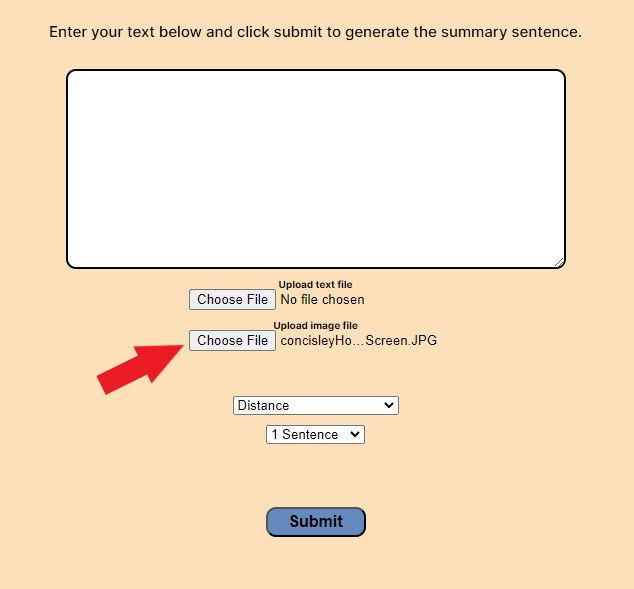 Enter your text below and click submit to generate the summary sentence.
Upload text file
Choose File No file chosen
Upload image file
Choose File concisleyHo...Screen.JPG
Distance
1 Sentence
Submit